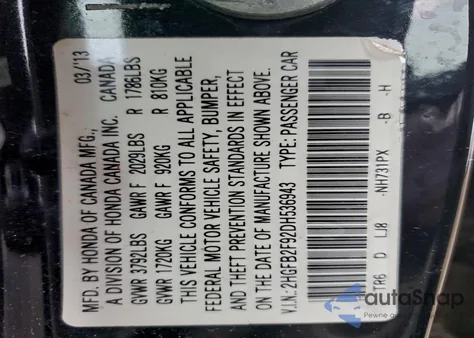 MFD. BY HONDA OF CANADA MFG., 03/13
A DIVISION OF HONDA CANADA INC. CANADA
GVWR 3792LBS GAWR F 2029LBS R 1786LBS
GVWR 1720KG GAWR F 920KG R 810KG
THIS VEHICLE CONFORMS TO ALL APPLICABLE
FEDERAL MOTOR VEHICLE SAFETY, BUMPER,
AND THEFT PREVENTION STANDARDS IN EFFECT
ON THE DATE OF MANUFACTURE SHOWN ABOVE.
V.I.N.: 2HGFB2F92DH536943 TYPE: PASSENGER CAR
TR6 D LJ8 -NH731PX -B -H
autaSnap
Pewne